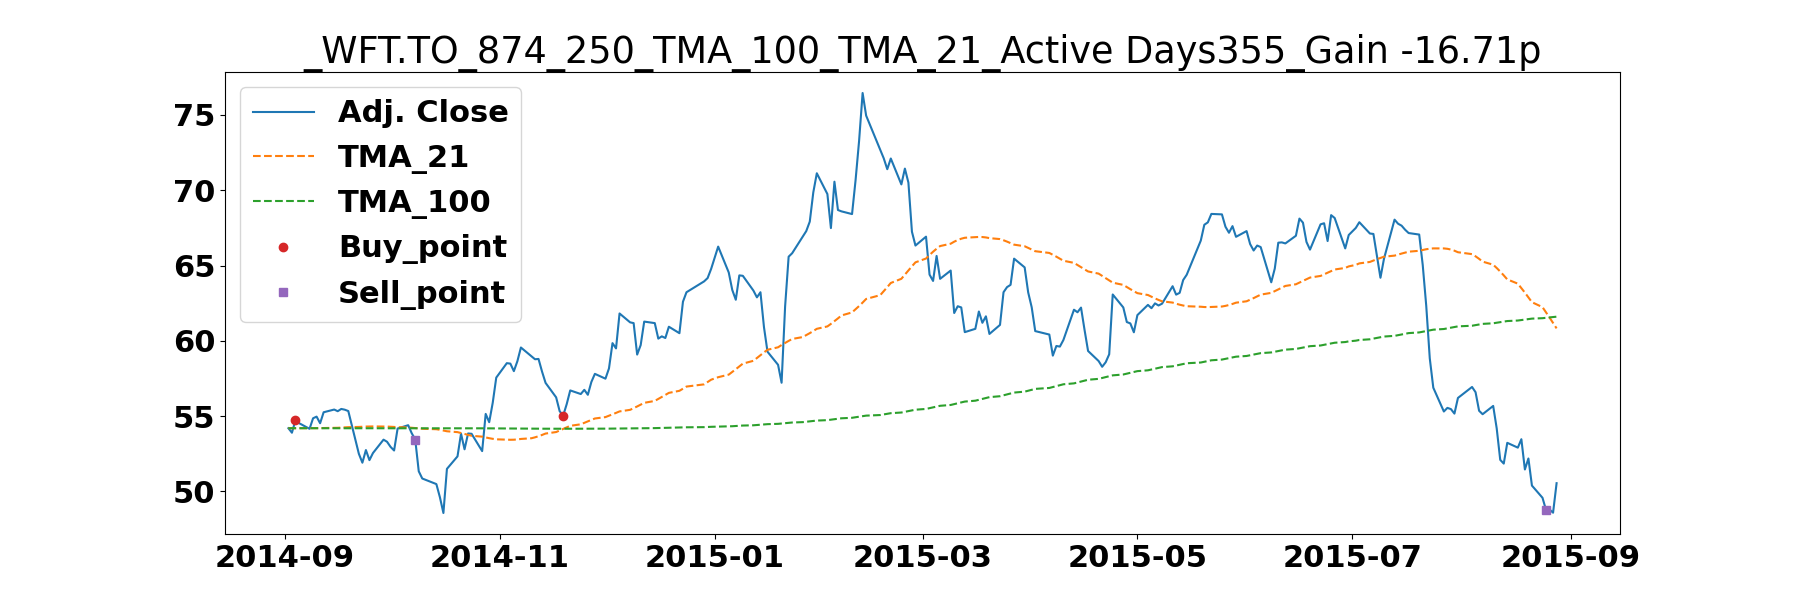 _WFT.TO_874_250_TMA_100_TMA_21_Active Days355_Gain -16.71p
Adj. Close
TMA_21
TMA_100
Buy_point
Sell_point
75
70
65
60
55
50
2014-09 2014-11 2015-01 2015-03 2015-05 2015-07 2015-09